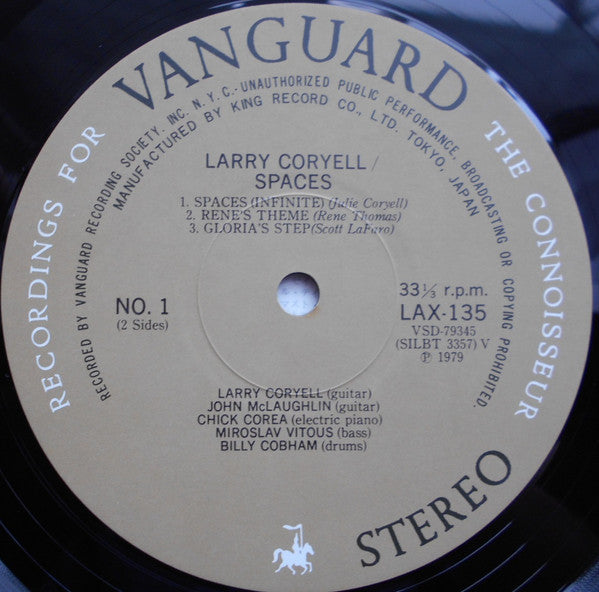 VANGUARD
RECORDINGS FOR THE CONNOISSEUR
RECORDED BY VANGUARD RECORDING SOCIETY, INC. N.Y.C.-UNAUTHORIZED PUBLIC PERFORMANCE, BROADCASTING OR COPYING PROHIBITED.
MANUFACTURED BY KING RECORD CO., LTD. TOKYO, JAPAN
LARRY CORYELL /
SPACES
1. SPACES (INFINITE) (Julie Coryell)
2. RENE'S THEME (Rene Thomas)
3. GLORIA'S STEP (Scott LaFaro)
NO. 1
(2 Sides)
33⅓ r.p.m.
LAX-135
VSD-79345
(SILBT 3357) V
Ⓟ 1979
LARRY CORYELL (guitar)
JOHN McLAUGHLIN (guitar)
CHICK COREA (electric piano)
MIROSLAV VITOUS (bass)
BILLY COBHAM (drums)
STEREO